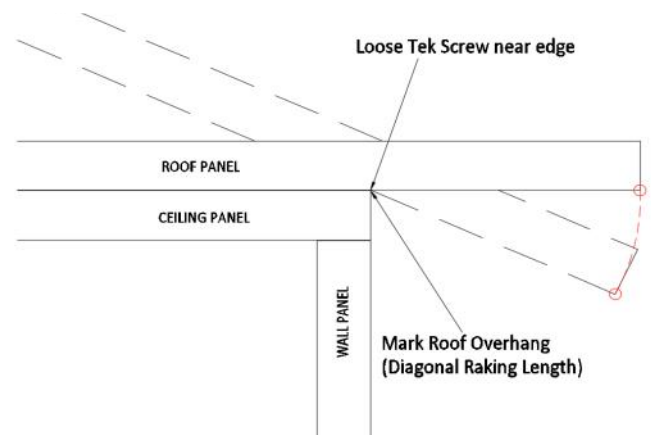 Loose Tek Screw near edge
ROOF PANEL
CEILING PANEL
WALL PANEL
Mark Roof Overhang
(Diagonal Raking Length)